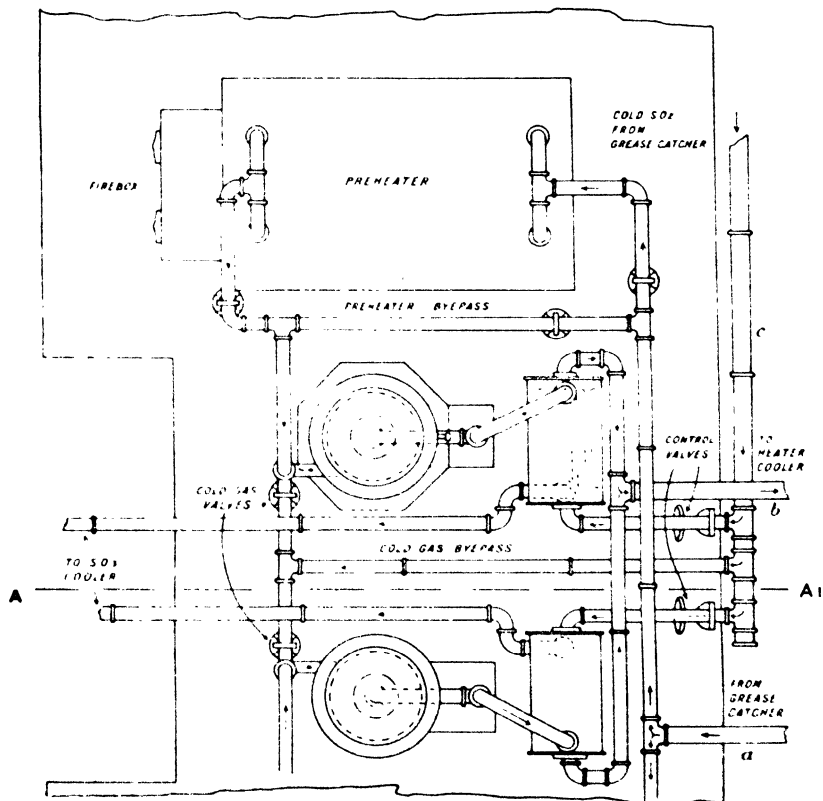 COLD SO2
FROM
GREASE CATCHER
FIREBOX
PREHEATER
PREHEATER BYEPASS
c
CONTROL
VALVES
TO
HEATER
COOLER
COLD GAS
VALVES
b
COLD GAS BYEPASS
TO SO3
COOLER
A
A1
FROM
GREASE
CATCHER
a